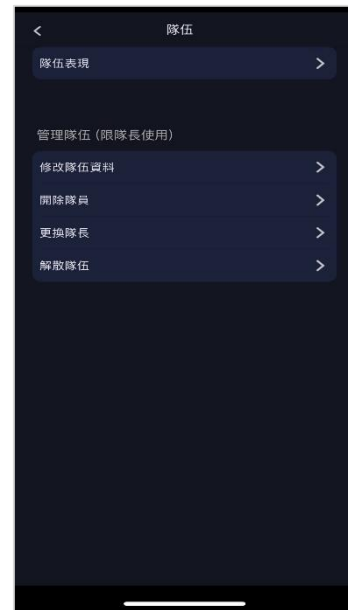 隊伍
隊伍表現
管理隊伍 (限隊長使用)
修改隊伍資料
開除隊員
更換隊長
解散隊伍